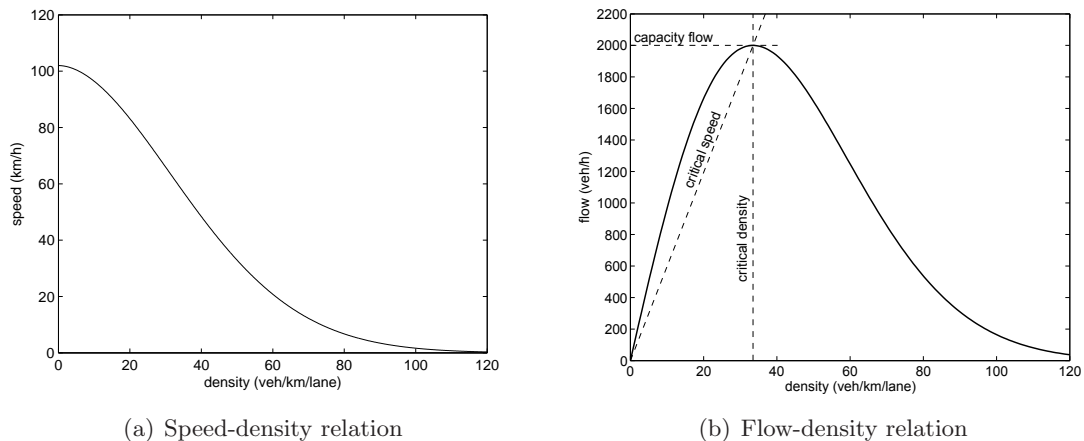 120
100
80
60
40
20
0
speed (km/h)
0 20 40 60 80 100 120
density (veh/km/lane)
(a) Speed-density relation
2200
2000
1800
1600
1400
1200
1000
800
600
400
200
0
flow (veh/h)
capacity flow
critical speed
critical density
0 20 40 60 80 100 120
density (veh/km/lane)
(b) Flow-density relation